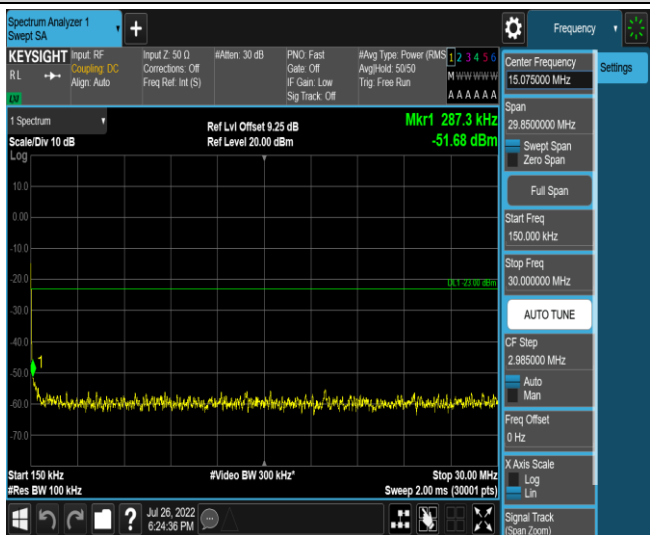 Spectrum Analyzer 1
Swept SA
+
Frequency
KEYSIGHT
RL
LXI
Input: RF
Coupling: DC
Align: Auto
Input Z: 50 Ω
Corrections: Off
Freq Ref: Int (S)
#Atten: 30 dB
PNO: Fast
Gate: Off
IF Gain: Low
Sig Track: Off
#Avg Type: Power (RMS
Avg|Hold: 50/50
Trig: Free Run
1 2 3 4 5 6
M W W W W W
A A A A A A
Center Frequency
15.075000 MHz
Settings
1 Spectrum
Scale/Div 10 dB
Log
Ref Lvl Offset 9.25 dB
Ref Level 20.00 dBm
Mkr1 287.3 kHz
-51.68 dBm
Span
29.8500000 MHz
Swept Span
Zero Span
Full Span
Start Freq
150.000 kHz
Stop Freq
30.000000 MHz
AUTO TUNE
CF Step
2.985000 MHz
Auto
Man
Freq Offset
0 Hz
X Axis Scale
Log
Lin
Signal Track
(Span Zoom)
10.0
0.00
-10.0
-20.0
DL1 -23.00 dBm
-30.0
-40.0
1
-50.0
-60.0
-70.0
Start 150 kHz
#Res BW 100 kHz
#Video BW 300 kHz*
Stop 30.00 MHz
Sweep 2.00 ms (30001 pts)
?
Jul 26, 2022
6:24:36 PM